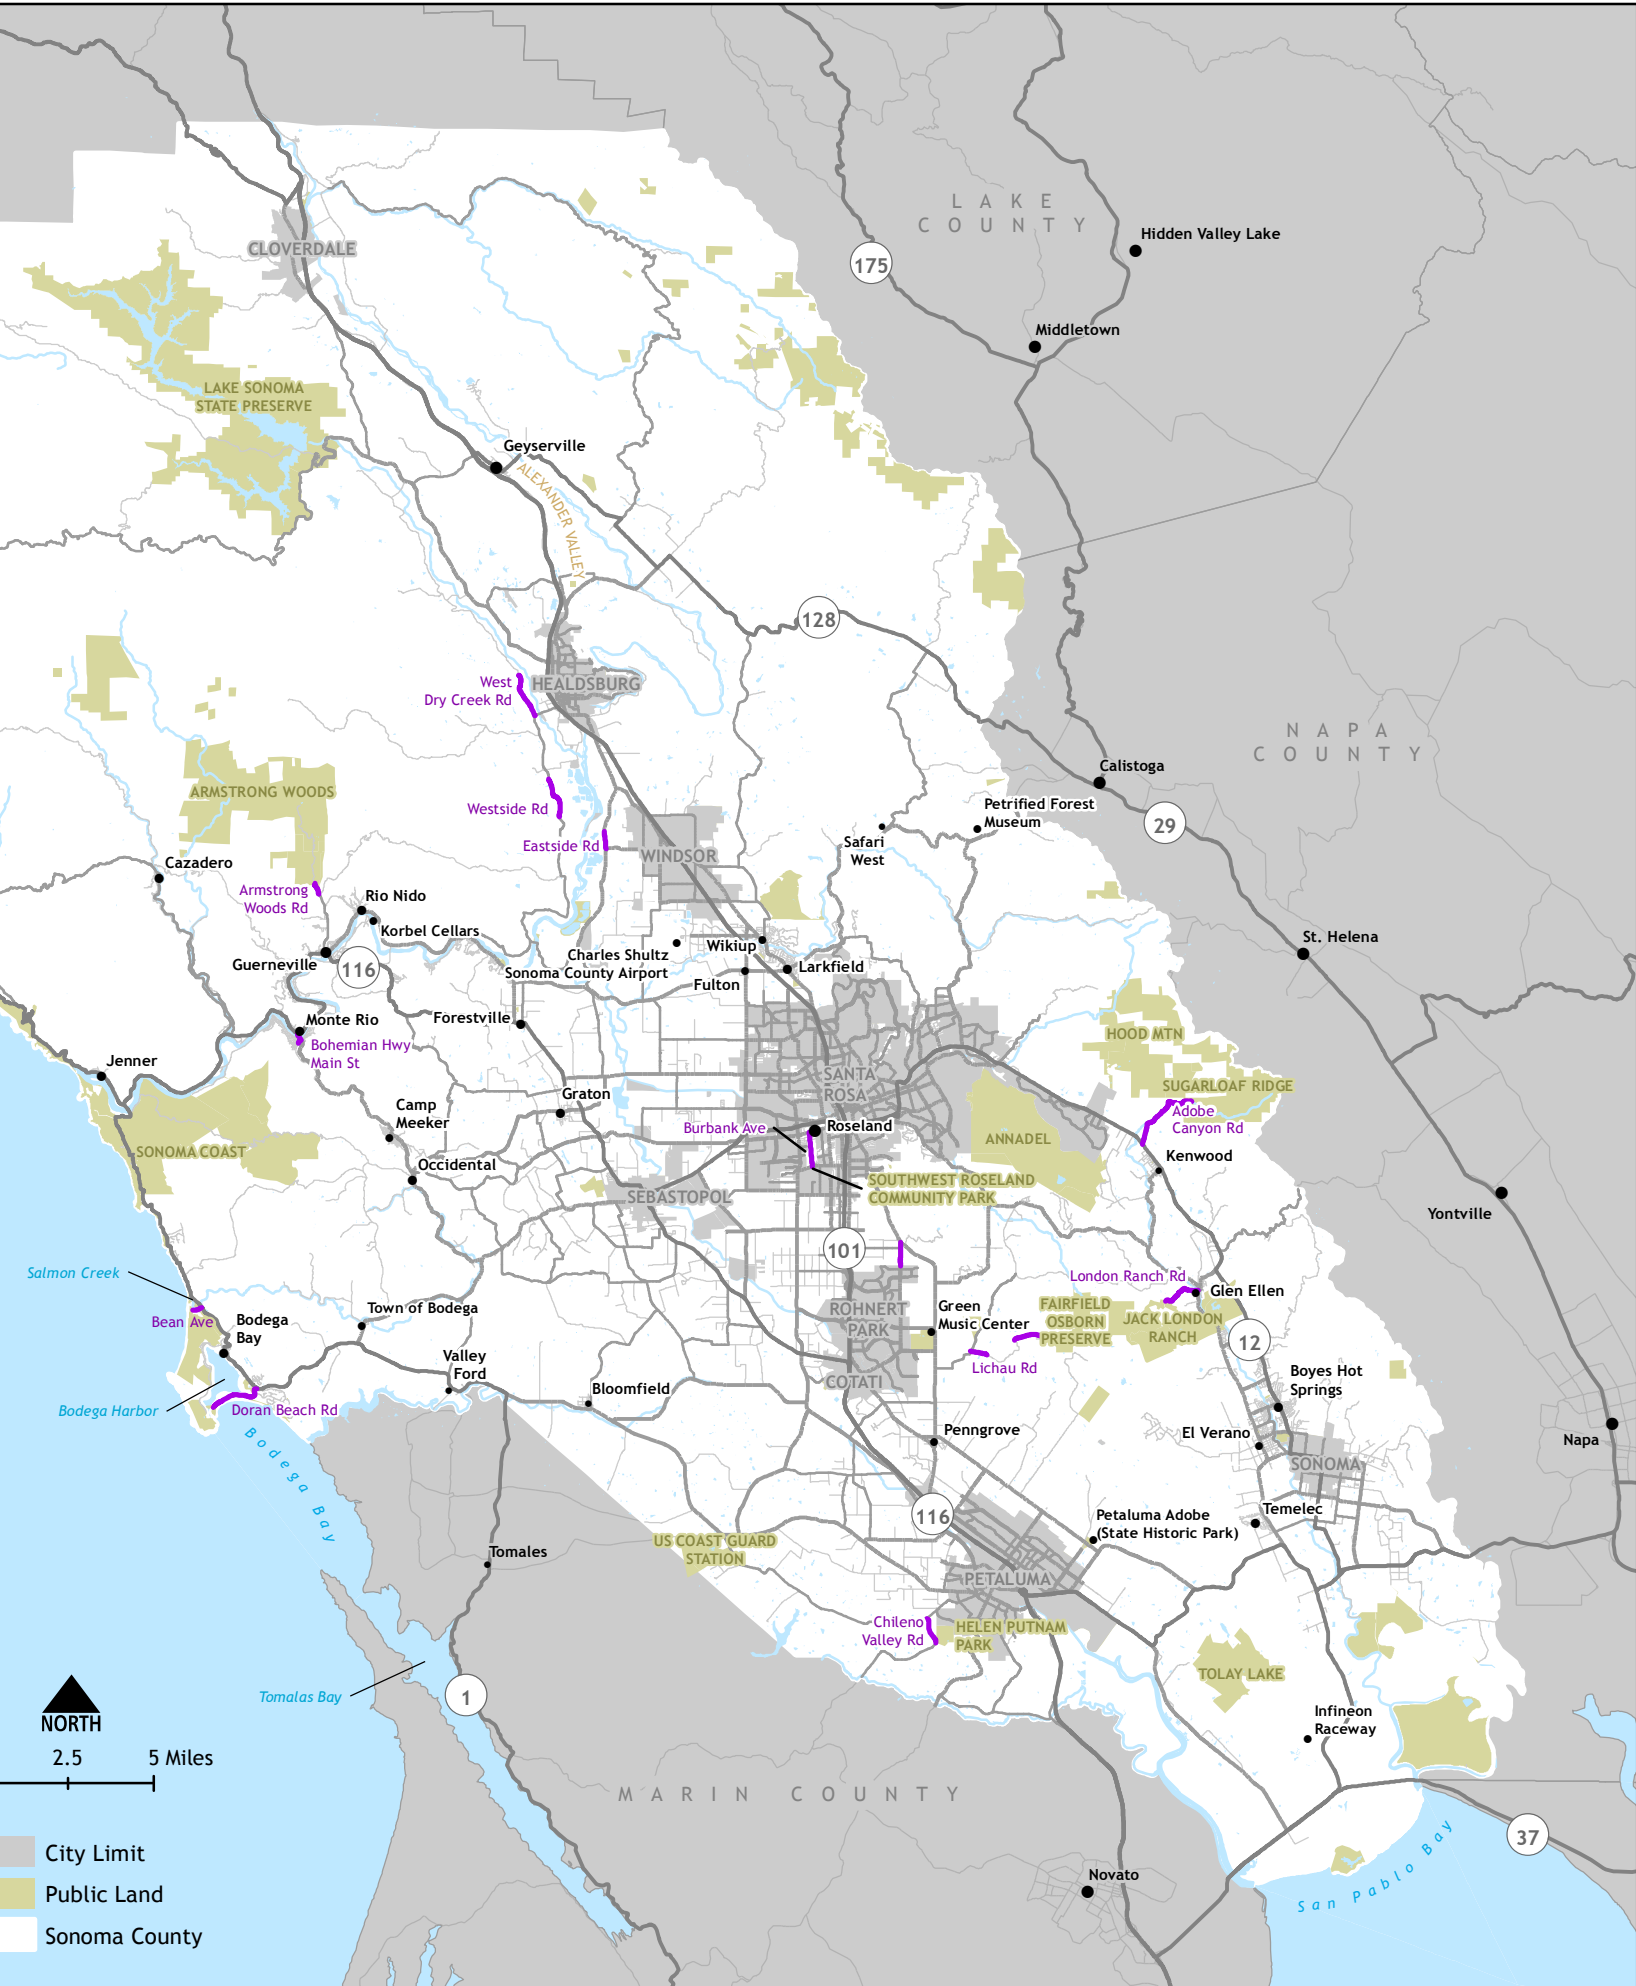 LAKE
COUNTY
Hidden Valley Lake
175
CLOVERDALE
Middletown
LAKE SONOMA
STATE PRESERVE
Geyserville
ALEXANDER VALLEY
128
West
Dry Creek Rd
HEALDSBURG
NAPA
COUNTY
Calistoga
ARMSTRONG WOODS
Westside Rd
Petrified Forest
Museum
29
Eastside Rd
WINDSOR
Safari
West
Cazadero
Armstrong
Woods Rd
Rio Nido
Korbel Cellars
Guerneville
116
Charles Shultz
Sonoma County Airport
Wikiup
Larkfield
Fulton
St. Helena
Monte Rio
Bohemian Hwy
Main St
Forestville
HOOD MTN
Jenner
SANTA
ROSA
SUGARLOAF RIDGE
Graton
Camp
Meeker
Burbank Ave
Roseland
Adobe
Canyon Rd
ANNADEL
SONOMA COAST
Kenwood
Occidental
SOUTHWEST ROSELAND
COMMUNITY PARK
SEBASTOPOL
Yontville
101
Salmon Creek
London Ranch Rd
Glen Ellen
Bean Ave
Town of Bodega
Bodega
Bay
ROHNERT
PARK
Green
Music Center
FAIRFIELD
OSBORN
PRESERVE
JACK LONDON
RANCH
12
Valley
Ford
Lichau Rd
COTATI
Boyes Hot
Springs
Bloomfield
Bodega Harbor
Doran Beach Rd
Penngrove
El Verano
Napa
Bodega Bay
SONOMA
116
Petaluma Adobe
(State Historic Park)
Temelec
US COAST GUARD
STATION
Tomales
PETALUMA
Chileno
Valley Rd
HELEN PUTNAM
PARK
TOLAY LAKE
Tomalas Bay
1
NORTH
Infineon
Raceway
2.5 5 Miles
MARIN COUNTY
37
San Pablo Bay
City Limit
Public Land
Sonoma County
Novato